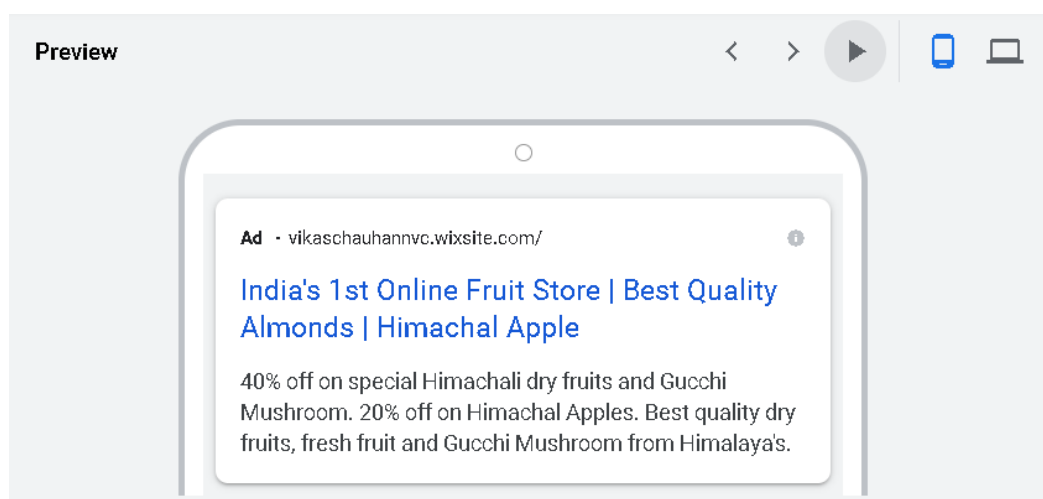 Preview
Ad · vikaschauhannvc.wixsite.com/
India's 1st Online Fruit Store | Best Quality
Almonds | Himachal Apple
40% off on special Himachali dry fruits and Gucchi
Mushroom. 20% off on Himachal Apples. Best quality dry
fruits, fresh fruit and Gucchi Mushroom from Himalaya's.